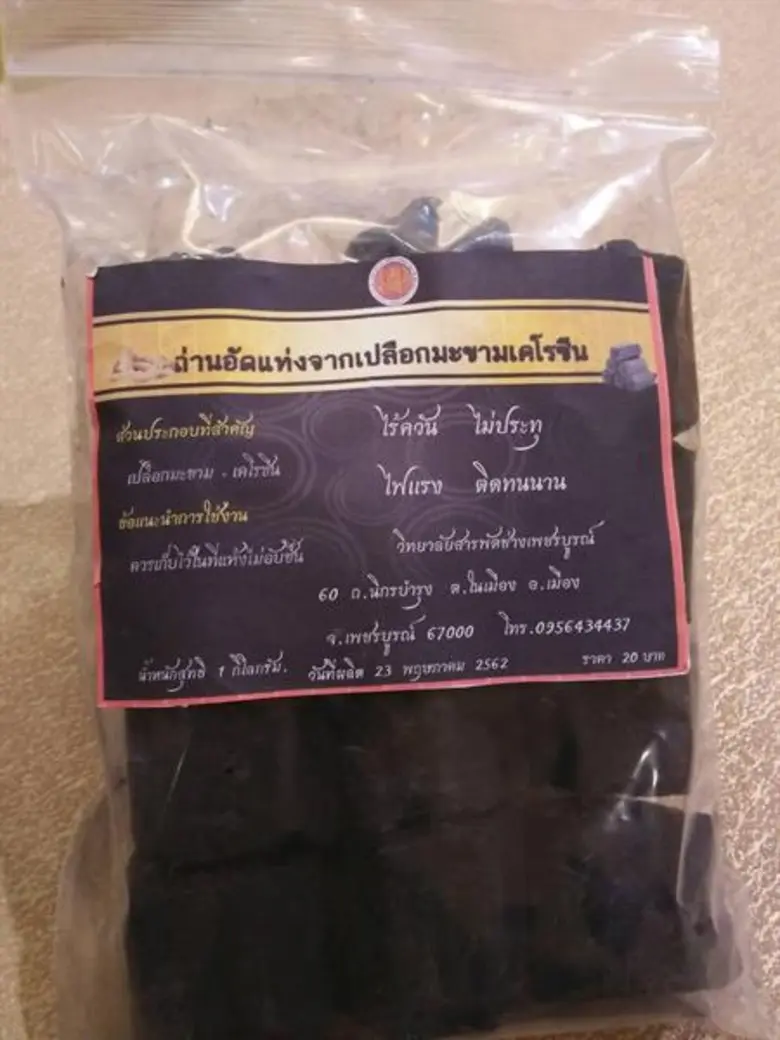 ถ่านอัดแท่งจากเปลือกมะขามเคโรซีน
ส่วนประกอบที่สำคัญ
เปลือกมะขาม - เคโรซีน
ข้อแนะนำการใช้งาน
ควรเก็บไว้ในที่แห้งไม่อับชื้น
ไร้ควัน ไม่ประทุ
ไฟแรง ติดทนนาน
วิทยาลัยสารพัดช่างเพชรบูรณ์
60 ถ.นิกรบำรุง ต.ในเมือง อ.เมือง
จ.เพชรบูรณ์ 67000 โทร.0956434437
น้ำหนักสุทธิ 1 กิโลกรัม. วันที่ผลิต 23 พฤษภาคม 2562 ราคา 20 บาท